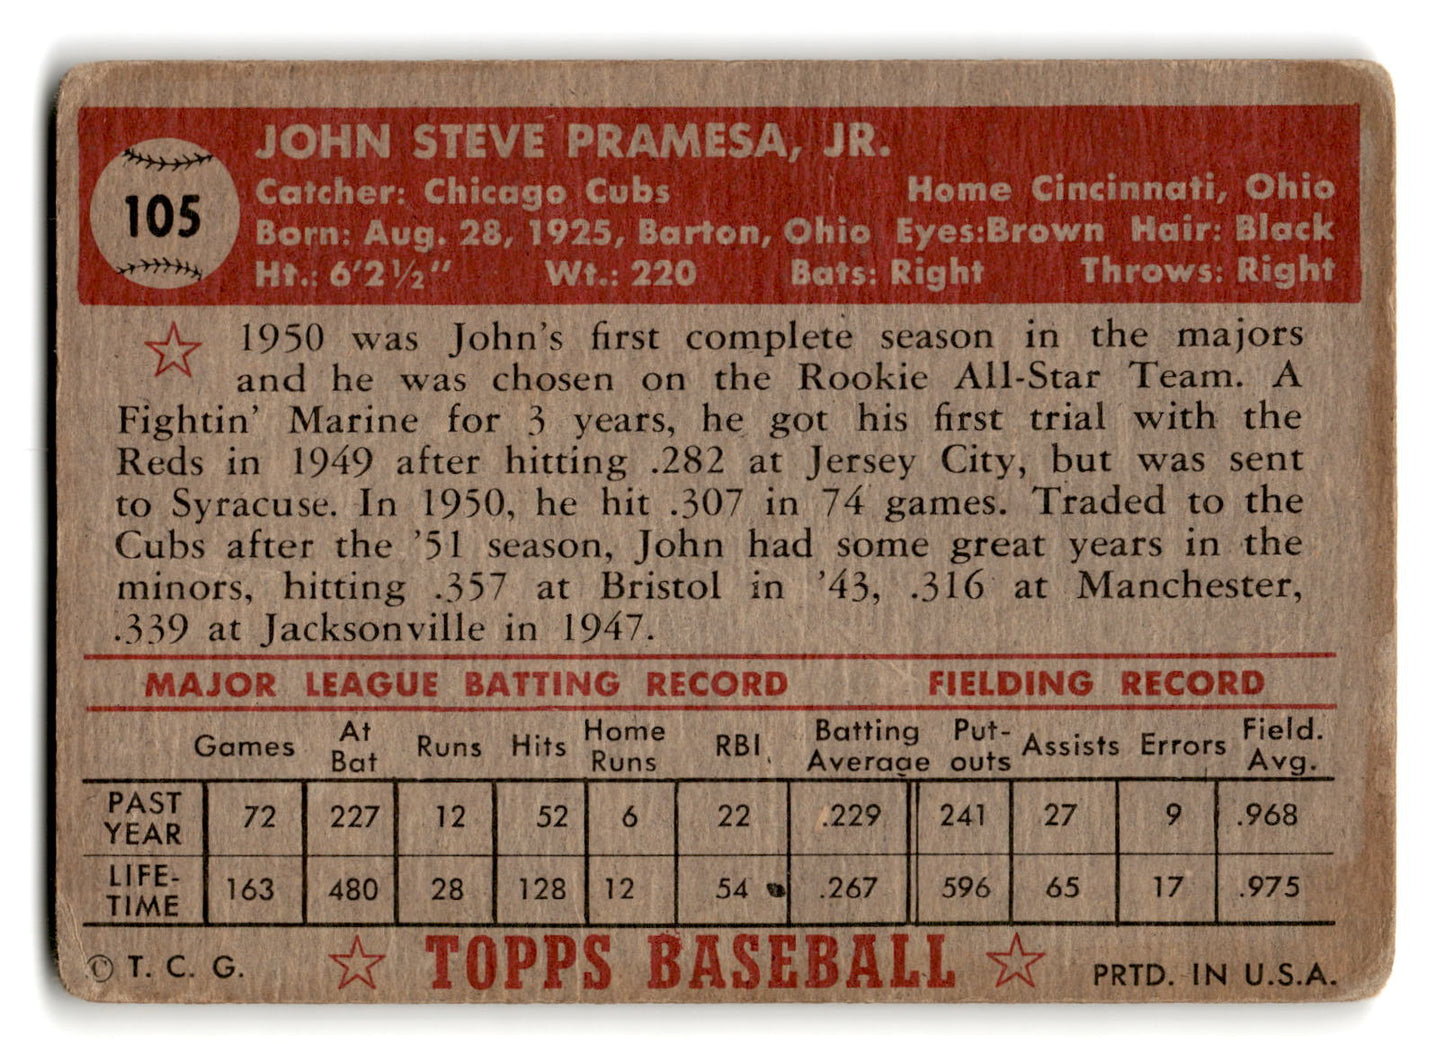 105
JOHN STEVE PRAMESA, JR.
Catcher: Chicago Cubs Home Cincinnati, Ohio
Born: Aug. 28, 1925, Barton, Ohio Eyes:Brown Hair: Black
Ht.: 6'2½" Wt.: 220 Bats: Right Throws: Right
1950 was John's first complete season in the majors
and he was chosen on the Rookie All-Star Team. A
Fightin' Marine for 3 years, he got his first trial with the
Reds in 1949 after hitting .282 at Jersey City, but was sent
to Syracuse. In 1950, he hit .307 in 74 games. Traded to the
Cubs after the '51 season, John had some great years in the
minors, hitting .357 at Bristol in '43, .316 at Manchester,
.339 at Jacksonville in 1947.
MAJOR LEAGUE BATTING RECORD FIELDING RECORD
Games At Bat Runs Hits Home Runs RBI Batting Average Put-outs Assists Errors Field. Avg.
PAST YEAR 72 227 12 52 6 22 .229 241 27 9 .968
LIFE-TIME 163 480 28 128 12 54 .267 596 65 17 .975
© T. C. G. TOPPS BASEBALL PRTD. IN U.S.A.